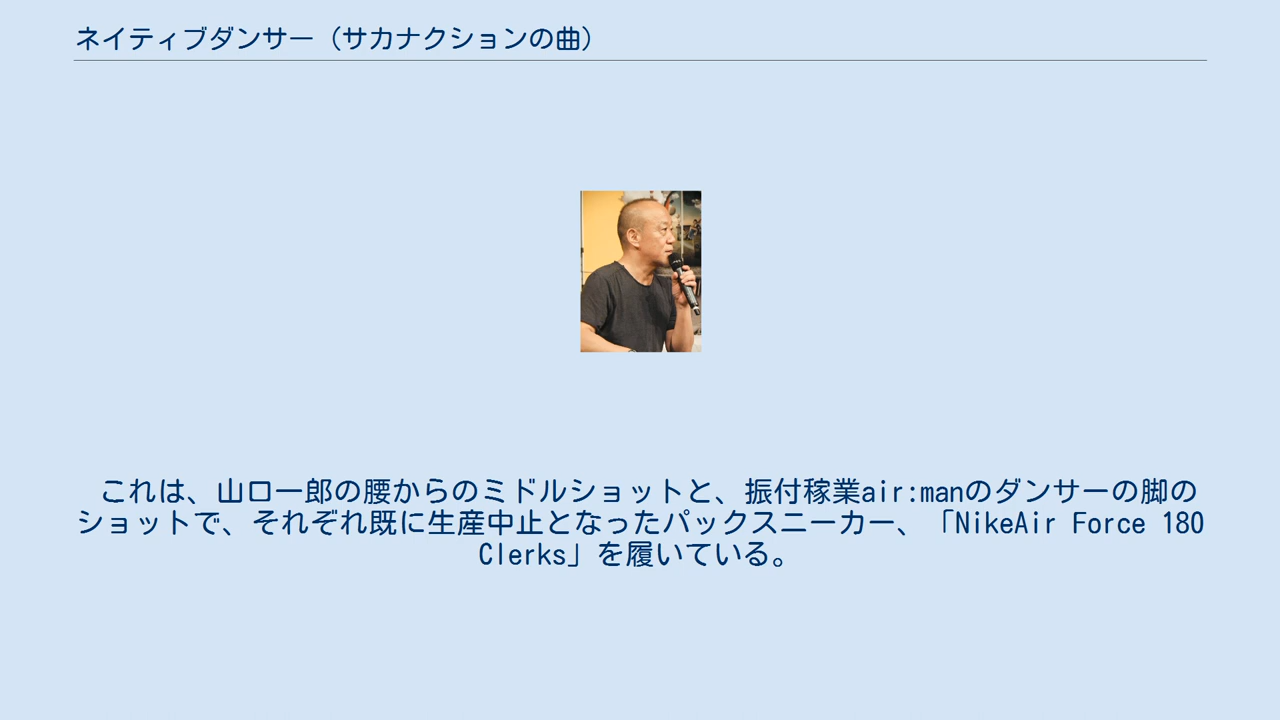 ネイティブダンサー（サカナクションの曲）
これは、山口一郎の腰からのミドルショットと、振付稼業air:manのダンサーの脚の
ショットで、それぞれ既に生産中止となったパックスニーカー、「NikeAir Force 180
Clerks」を履いている。